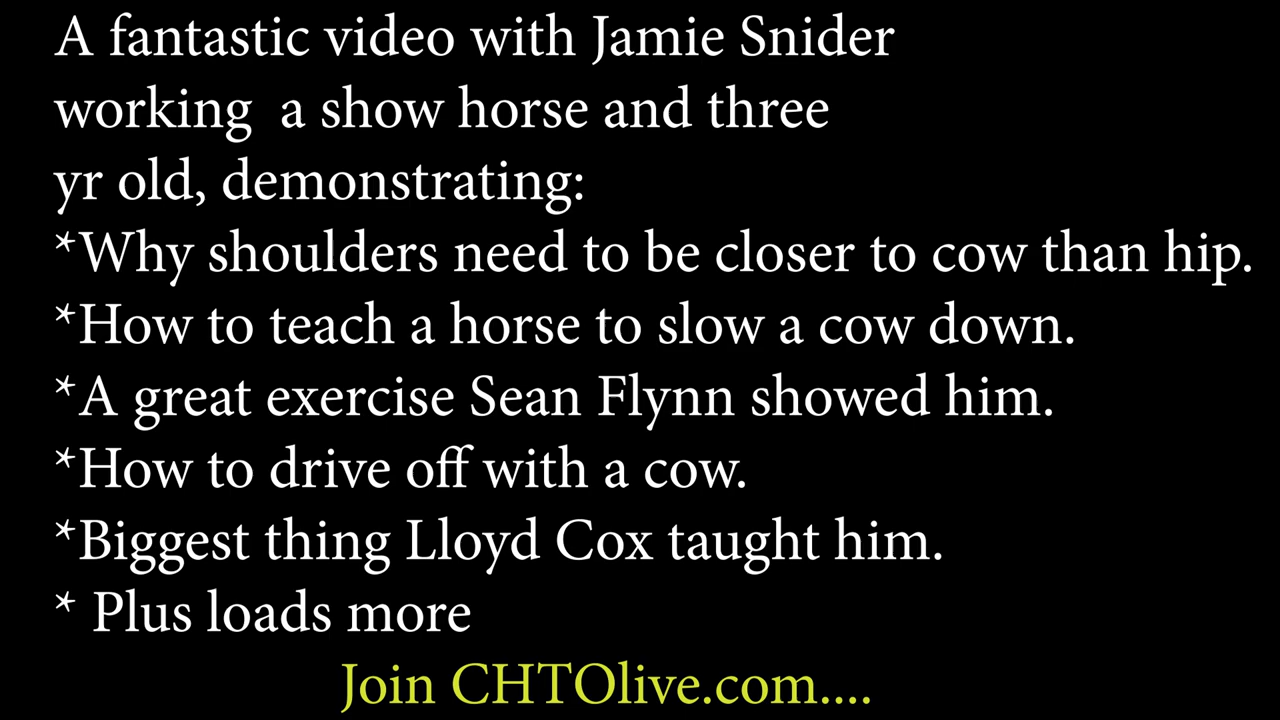 A fantastic video with Jamie Snider
working  a show horse and three
yr old, demonstrating:
*Why shoulders need to be closer to cow than hip.
*How to teach a horse to slow a cow down.
*A great exercise Sean Flynn showed him.
*How to drive off with a cow.
*Biggest thing Lloyd Cox taught him.
* Plus loads more
Join CHTOlive.com....